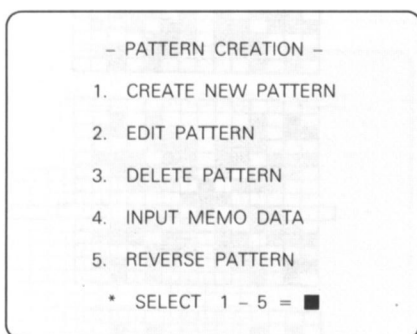 – PATTERN CREATION –
1. CREATE NEW PATTERN
2. EDIT PATTERN
3. DELETE PATTERN
4. INPUT MEMO DATA
5. REVERSE PATTERN
* SELECT 1 – 5 = ■